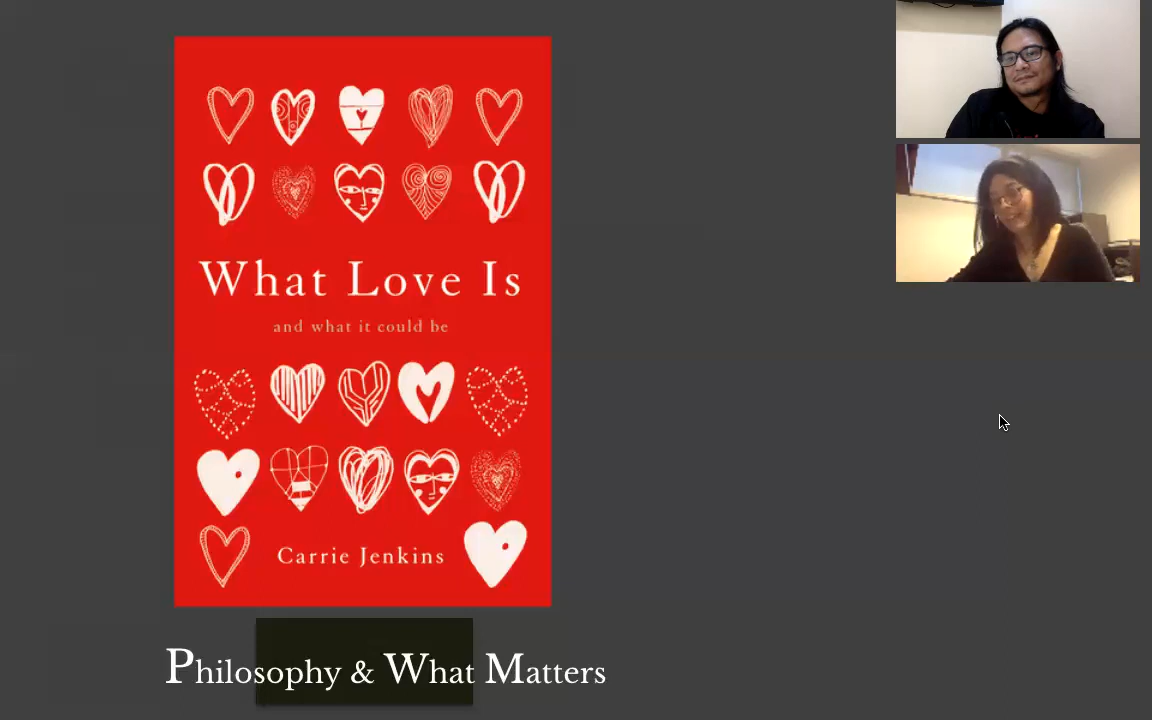 What Love Is
and what it could be
Carrie Jenkins
Philosophy & What Matters